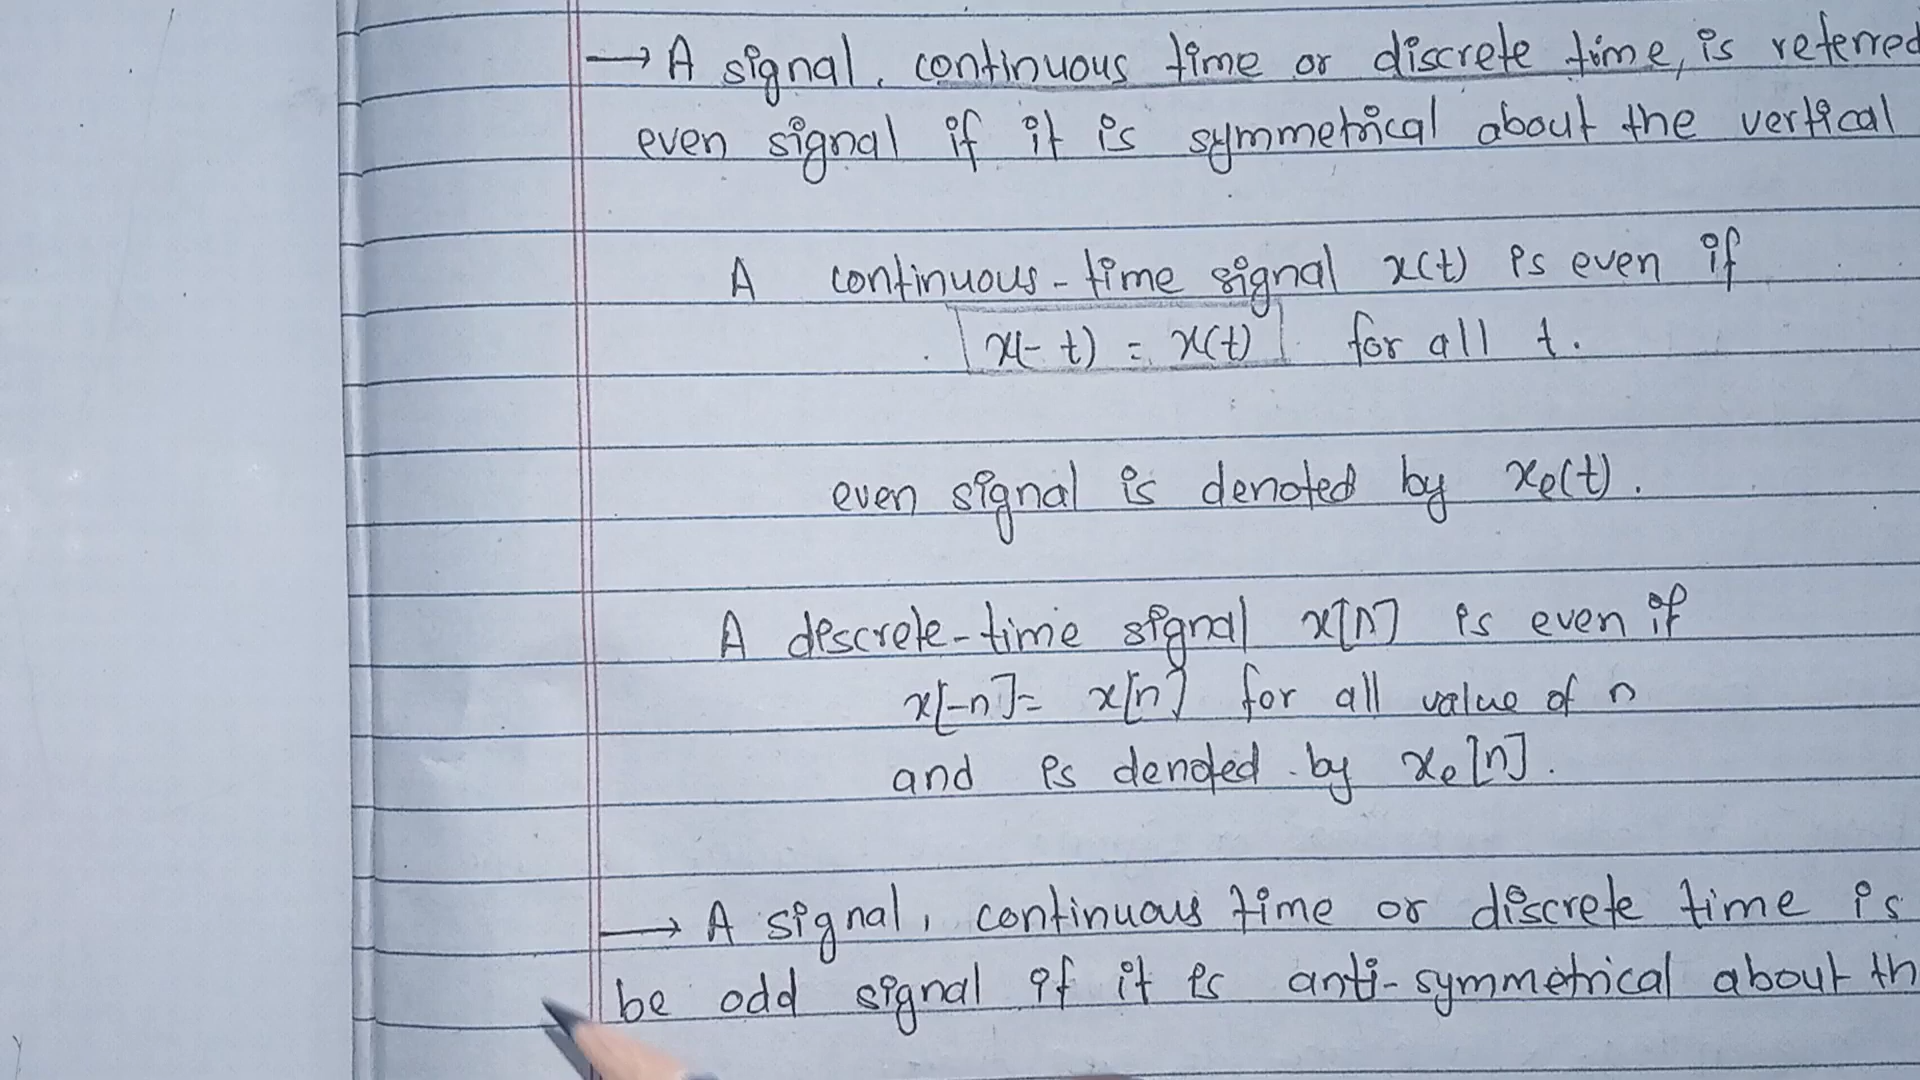 → A signal, continuous time or discrete time, is referred
even signal if it is symmetrical about the vertical
A continuous-time signal x(t) is even if
x(-t) = x(t) for all t.
even signal is denoted by xₑ(t).
A discrete-time signal x[n] is even if
x[-n] = x[n] for all value of n
and is denoted by xₑ[n].
→ A signal, continuous time or discrete time is
be odd signal if it is anti-symmetrical about th